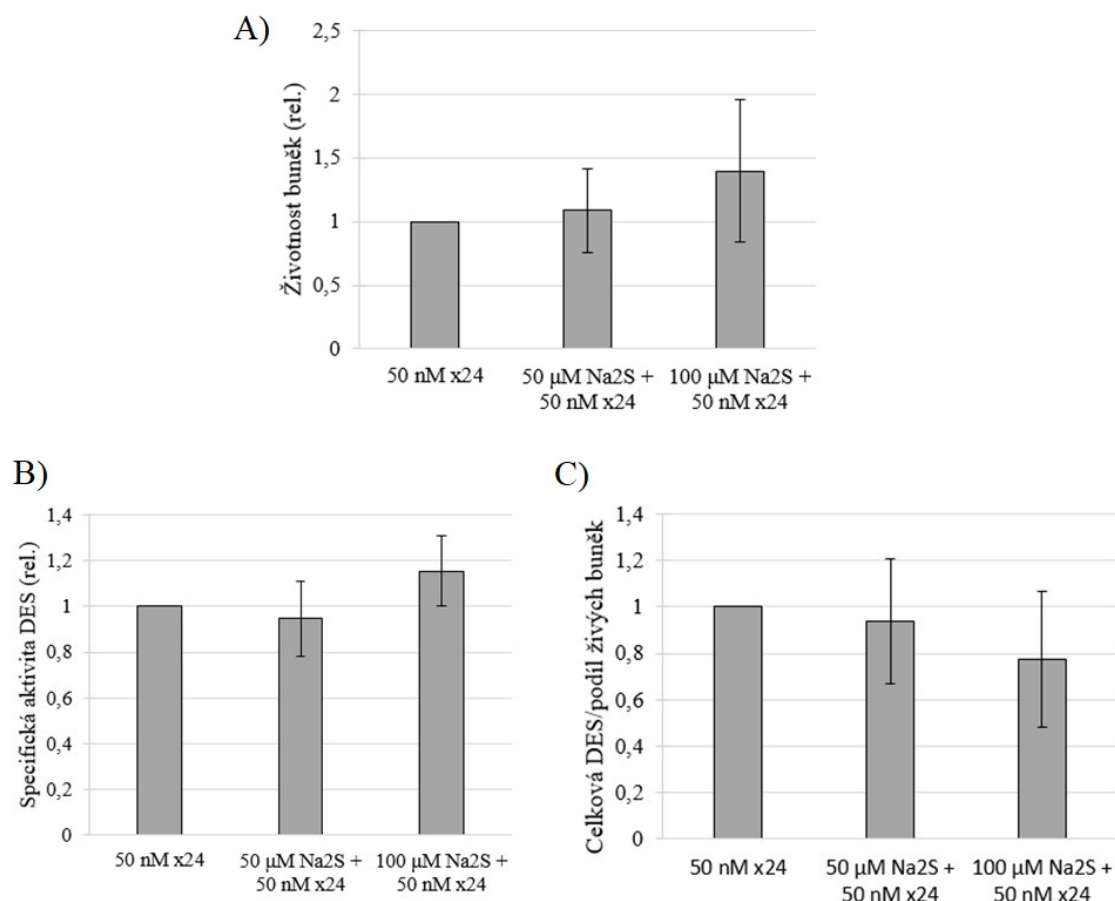 A)
Životnost buněk (rel.)
2,5
2
1,5
1
0,5
0
50 nM x24
50 µM Na2S +
50 nM x24
100 µM Na2S +
50 nM x24
B)
Specifická aktivita DES (rel.)
1,4
1,2
1
0,8
0,6
0,4
0,2
0
50 nM x24
50 µM Na2S +
50 nM x24
100 µM Na2S +
50 nM x24
C)
Celková DES/podíl živých buněk
1,4
1,2
1
0,8
0,6
0,4
0,2
0
50 nM x24
50 µM Na2S +
50 nM x24
100 µM Na2S +
50 nM x24